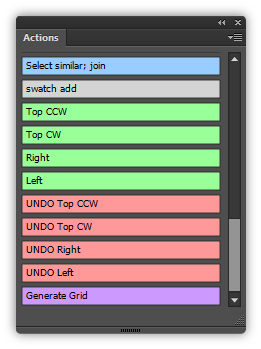 Actions
Select similar; join
swatch add
Top CCW
Top CW
Right
Left
UNDO Top CCW
UNDO Top CW
UNDO Right
UNDO Left
Generate Grid